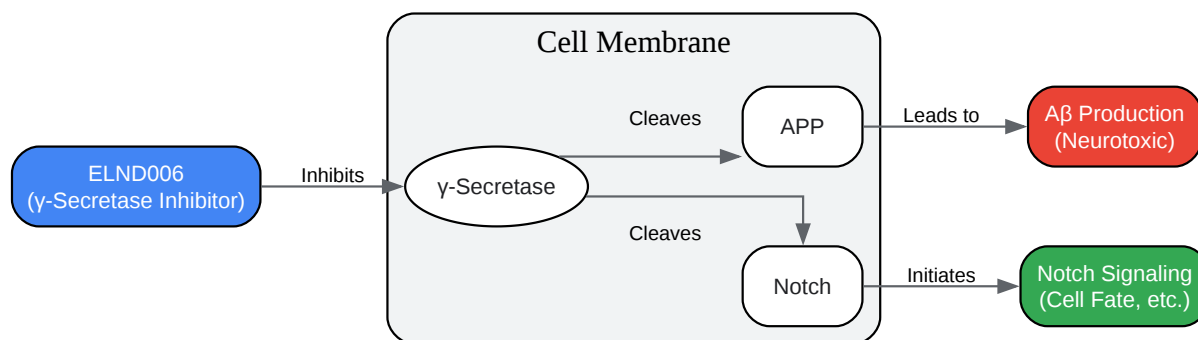 Cell Membrane
ELND006
(γ-Secretase Inhibitor)
Inhibits
γ-Secretase
Cleaves
APP
Leads to
Aβ Production
(Neurotoxic)
Cleaves
Notch
Initiates
Notch Signaling
(Cell Fate, etc.)